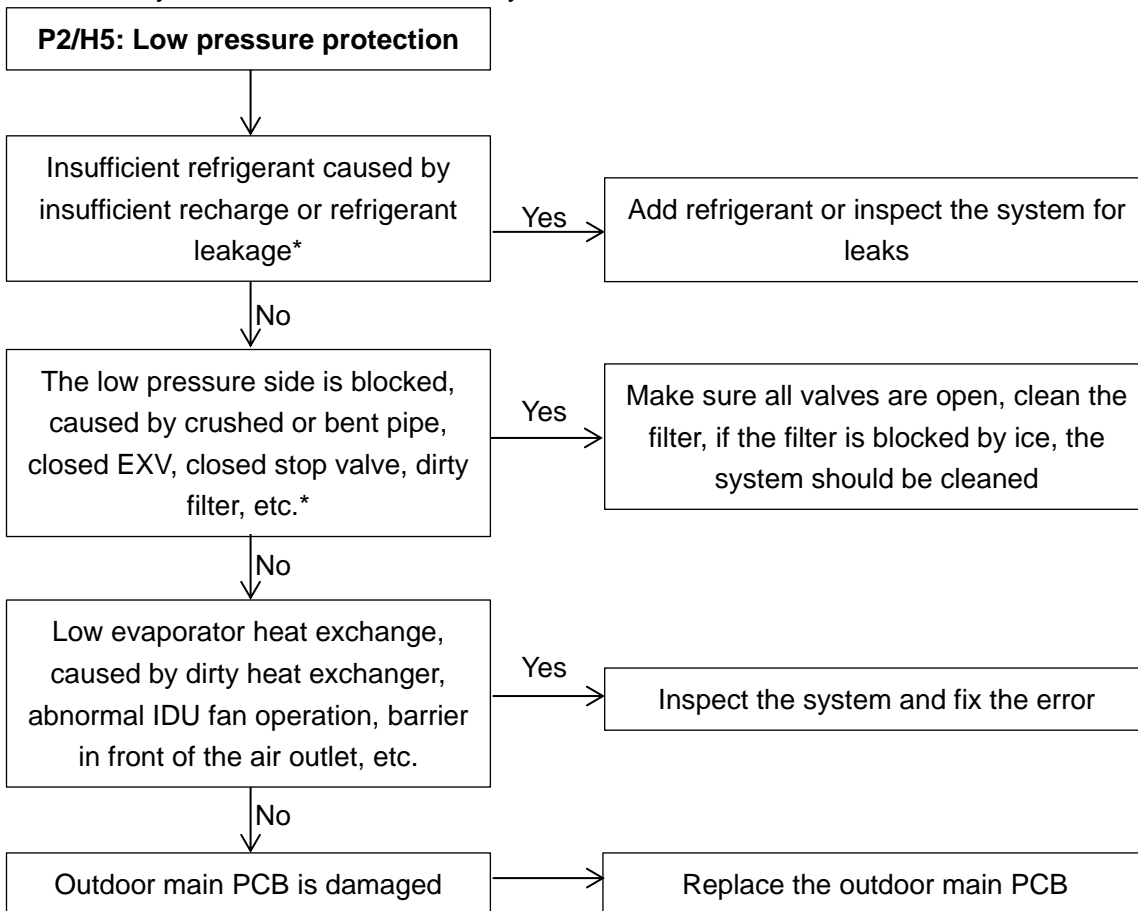 P2/H5: Low pressure protection
Insufficient refrigerant caused by
insufficient recharge or refrigerant
leakage*
Yes
Add refrigerant or inspect the system for
leaks
No
The low pressure side is blocked,
caused by crushed or bent pipe,
closed EXV, closed stop valve, dirty
filter, etc.*
Yes
Make sure all valves are open, clean the
filter, if the filter is blocked by ice, the
system should be cleaned
No
Low evaporator heat exchange,
caused by dirty heat exchanger,
abnormal IDU fan operation, barrier
in front of the air outlet, etc.
Yes
Inspect the system and fix the error
No
Outdoor main PCB is damaged
Replace the outdoor main PCB